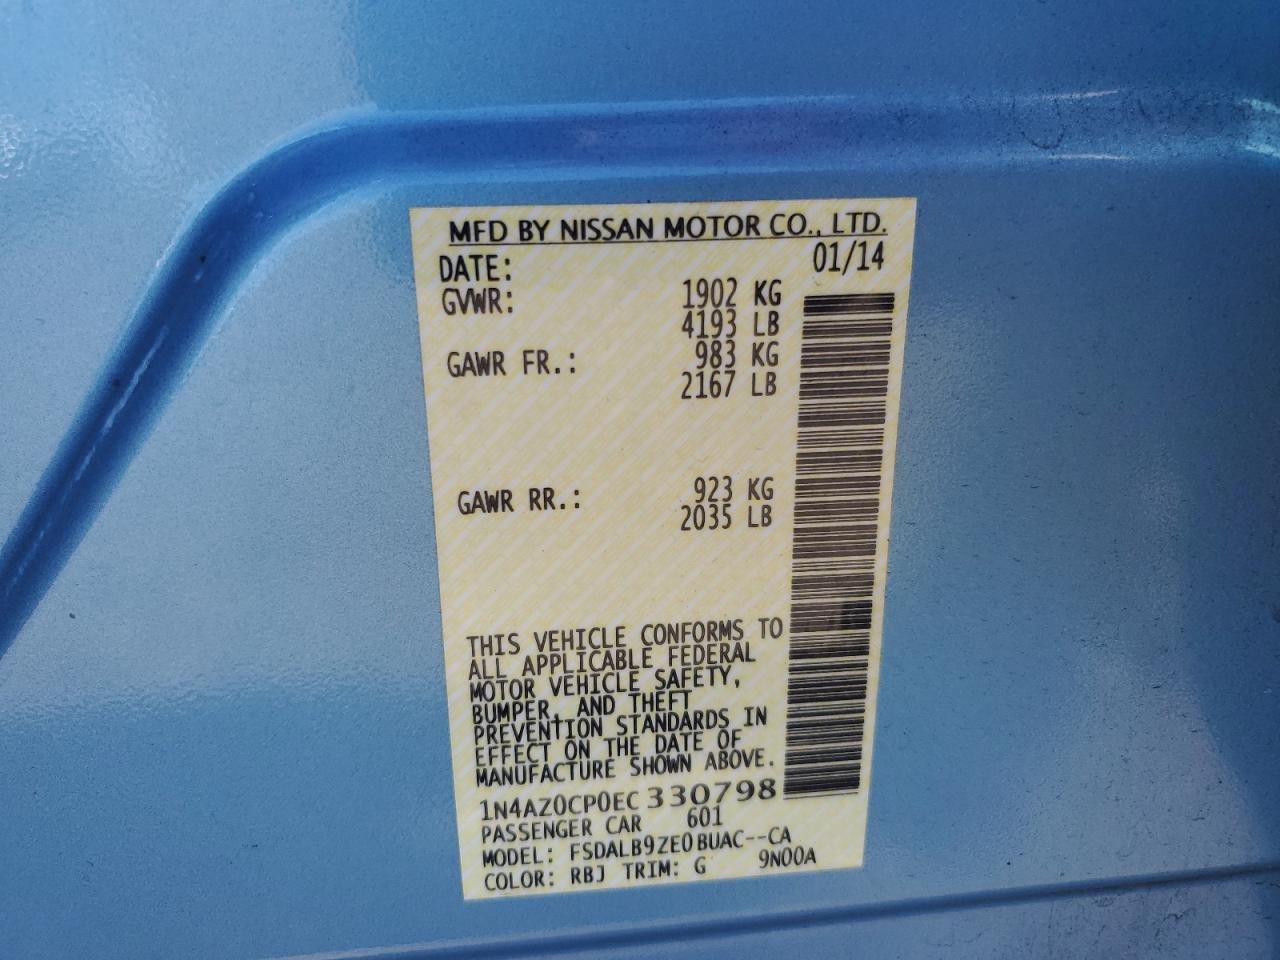 MFD BY NISSAN MOTOR CO., LTD.
DATE: 01/14
GVWR: 1902 KG
4193 LB
GAWR FR.: 983 KG
2167 LB
GAWR RR.: 923 KG
2035 LB
THIS VEHICLE CONFORMS TO
ALL APPLICABLE FEDERAL
MOTOR VEHICLE SAFETY,
BUMPER, AND THEFT
PREVENTION STANDARDS IN
EFFECT ON THE DATE OF
MANUFACTURE SHOWN ABOVE.
1N4AZ0CP0EC330798
PASSENGER CAR 601
MODEL: FSDALB9ZE0BUAC--CA
COLOR: RBJ TRIM: G 9N00A